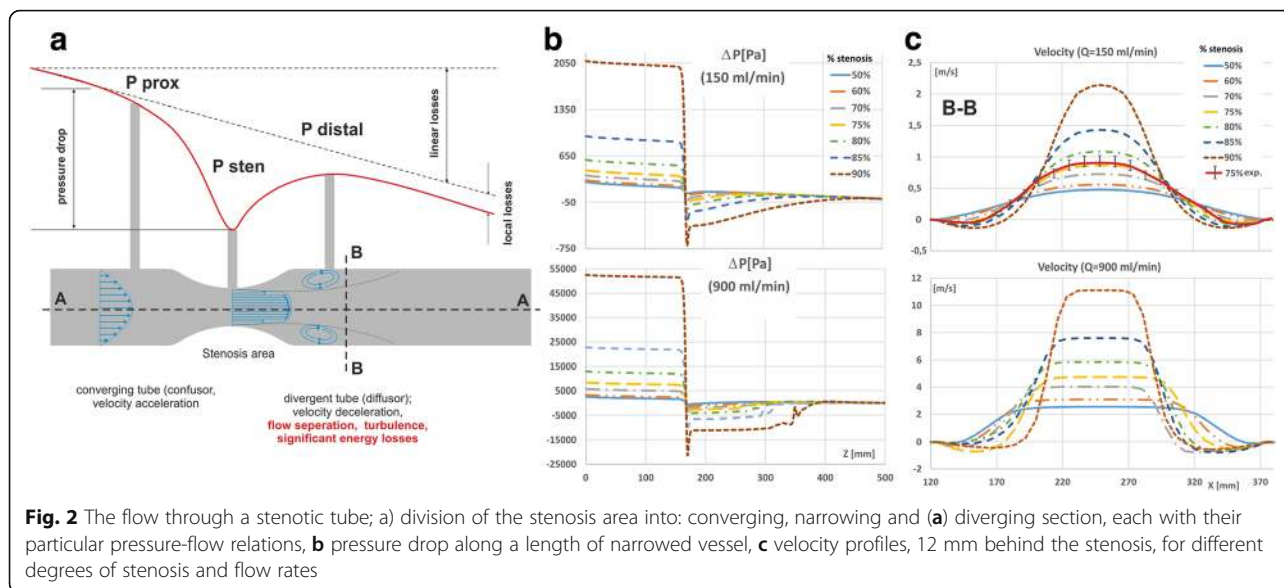 a
P prox
P distal
P sten
pressure drop
linear losses
local losses
B
A
A
B
Stenosis area
converging tube (confusor,
velocity acceleration
divergent tube (diffusor);
velocity deceleration,
flow seperation, turbulence,
significant energy losses
b
ΔP[Pa]
(150 ml/min)
% stenosis
50%
60%
70%
75%
80%
85%
90%
2050
1350
650
-50
-750
ΔP[Pa]
(900 ml/min)
55000
45000
35000
25000
15000
5000
-5000
-15000
-25000
Z [mm]
0 100 200 300 400 500
c
Velocity (Q=150 ml/min)
[m/s]
B-B
% stenosis
50%
60%
70%
75%
80%
85%
90%
75%exp.
2,5
2
1,5
1
0,5
0
-0,5
Velocity (Q=900 ml/min)
[m/s]
12
10
8
6
4
2
0
-2
X [mm]
120 170 220 270 320 370
Fig. 2 The flow through a stenotic tube; a) division of the stenosis area into: converging, narrowing and (a) diverging section, each with their
particular pressure-flow relations, b pressure drop along a length of narrowed vessel, c velocity profiles, 12 mm behind the stenosis, for different
degrees of stenosis and flow rates